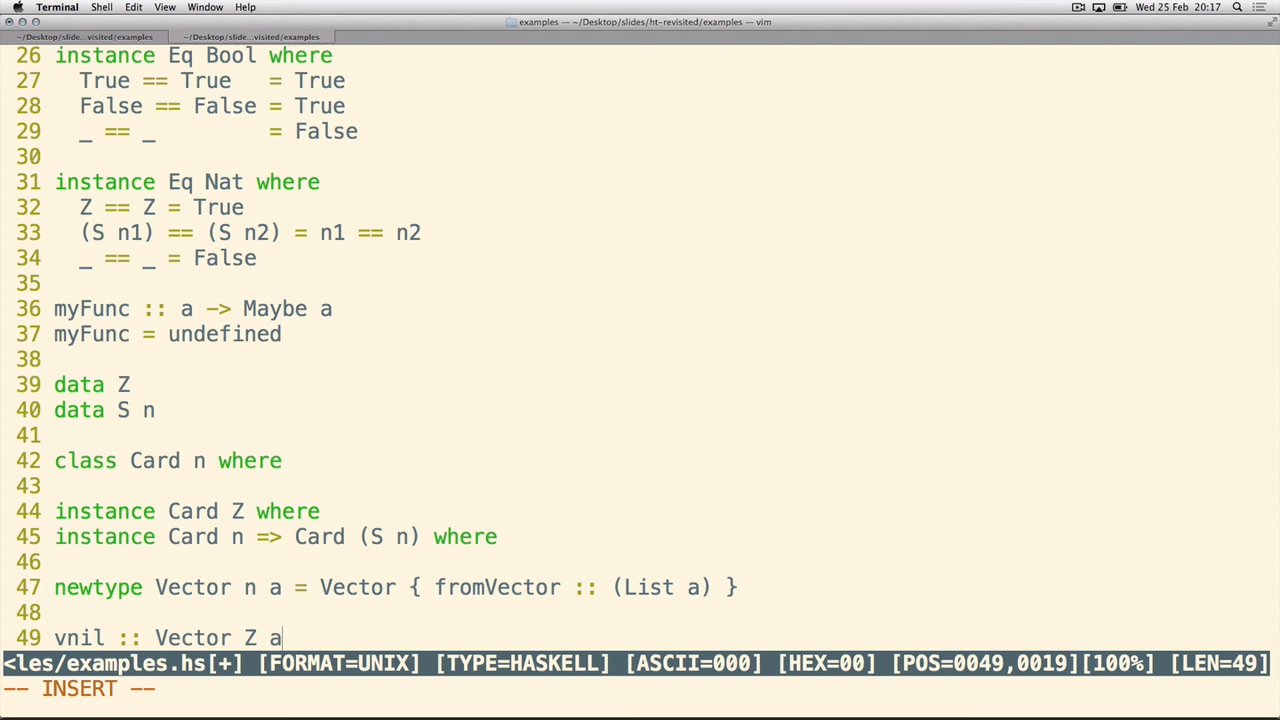 Terminal Shell Edit View Window Help Wed 25 Feb 20:17
examples — ~/Desktop/slides/ht-revisited/examples — vim
~/Desktop/slide...visited/examples ~/Desktop/slide...visited/examples
26 instance Eq Bool where
27   True == True   = True
28   False == False = True
29   _ == _         = False
30
31 instance Eq Nat where
32   Z == Z = True
33   (S n1) == (S n2) = n1 == n2
34   _ == _ = False
35
36 myFunc :: a -> Maybe a
37 myFunc = undefined
38
39 data Z
40 data S n
41
42 class Card n where
43
44 instance Card Z where
45 instance Card n => Card (S n) where
46
47 newtype Vector n a = Vector { fromVector :: (List a) }
48
49 vnil :: Vector Z a
<les/examples.hs[+] [FORMAT=UNIX] [TYPE=HASKELL] [ASCII=000] [HEX=00] [POS=0049,0019][100%] [LEN=49]
-- INSERT --